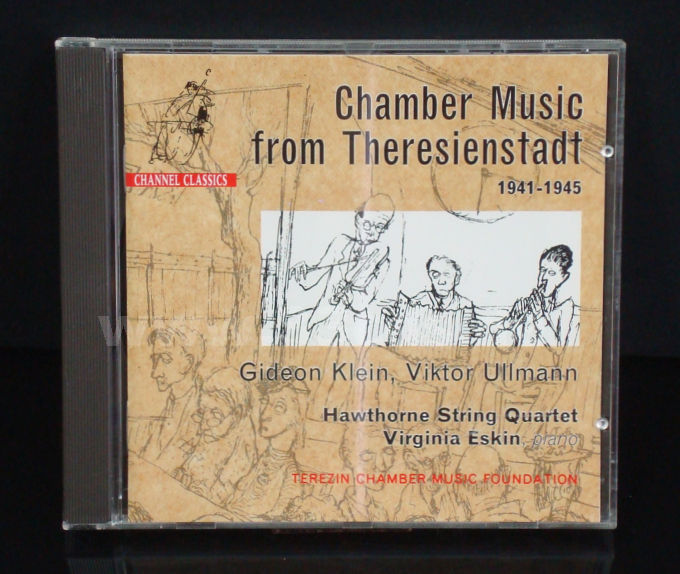 Chamber Music
from Theresienstadt
1941-1945
CHANNEL CLASSICS
Gideon Klein, Viktor Ullmann
Hawthorne String Quartet
Virginia Eskin, piano
TEREZIN CHAMBER MUSIC FOUNDATION